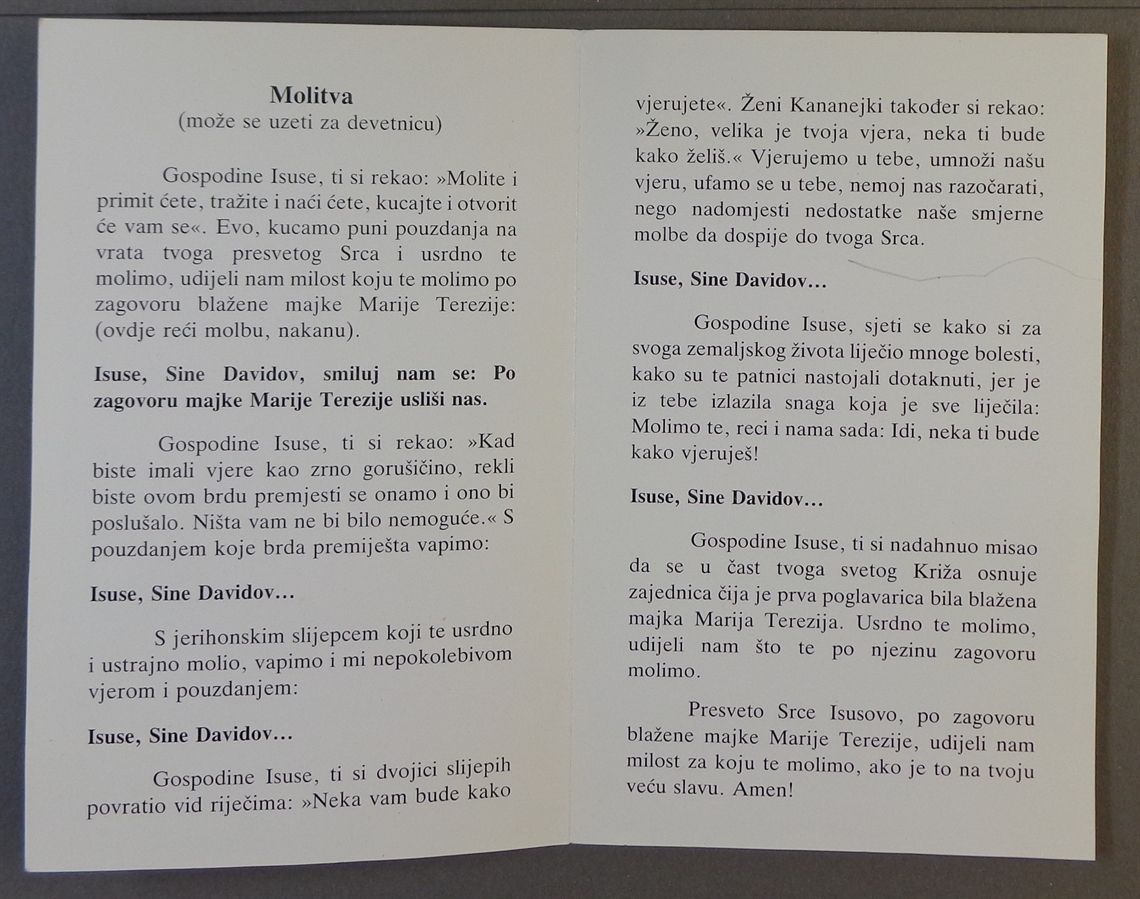 Molitva
(može se uzeti za devetnicu)
Gospodine Isuse, ti si rekao: »Molite i
primit ćete, tražite i naći ćete, kucajte i otvorit
će vam se«. Evo, kucamo puni pouzdanja na
vrata tvoga presvetog Srca i usrdno te
molimo, udijeli nam milost koju te molimo po
zagovoru blažene majke Marije Terezije:
(ovdje reći molbu, nakanu).
Isuse, Sine Davidov, smiluj nam se: Po
zagovoru majke Marije Terezije usliši nas.
Gospodine Isuse, ti si rekao: »Kad
biste imali vjere kao zrno gorušičino, rekli
biste ovom brdu premjesti se onamo i ono bi
poslušalo. Ništa vam ne bi bilo nemoguće.« S
pouzdanjem koje brda premiješta vapimo:
Isuse, Sine Davidov...
S jerihonskim slijepcem koji te usrdno
i ustrajno molio, vapimo i mi nepokolebivom
vjerom i pouzdanjem:
Isuse, Sine Davidov...
Gospodine Isuse, ti si dvojici slijepih
povratio vid riječima: »Neka vam bude kako
vjerujete«. Ženi Kananejki također si rekao:
»Ženo, velika je tvoja vjera, neka ti bude
kako želiš.« Vjerujemo u tebe, umnoži našu
vjeru, ufamo se u tebe, nemoj nas razočarati,
nego nadomjesti nedostatke naše smjerne
molbe da dospije do tvoga Srca.
Isuse, Sine Davidov...
Gospodine Isuse, sjeti se kako si za
svoga zemaljskog života liječio mnoge bolesti,
kako su te patnici nastojali dotaknuti, jer je
iz tebe izlazila snaga koja je sve liječila:
Molimo te, reci i nama sada: Idi, neka ti bude
kako vjeruješ!
Isuse, Sine Davidov...
Gospodine Isuse, ti si nadahnuo misao
da se u čast tvoga svetog Križa osnuje
zajednica čija je prva poglavarica bila blažena
majka Marija Terezija. Usrdno te molimo,
udijeli nam što te po njezinu zagovoru
molimo.
Presveto Srce Isusovo, po zagovoru
blažene majke Marije Terezije, udijeli nam
milost za koju te molimo, ako je to na tvoju
veću slavu. Amen!